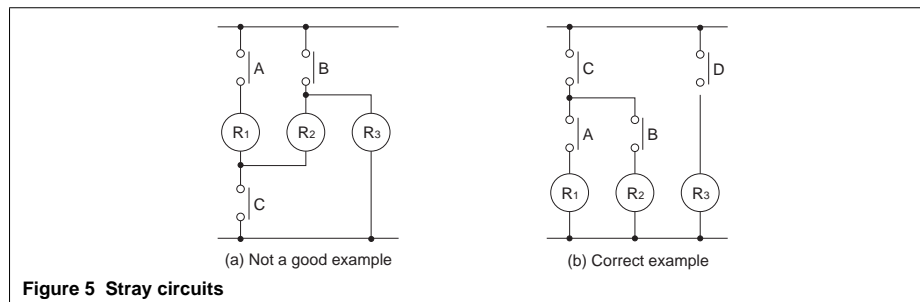 A
B
R1
R2
R3
C
(a) Not a good example
C
D
A
B
R1
R2
R3
(b) Correct example
Figure 5 Stray circuits